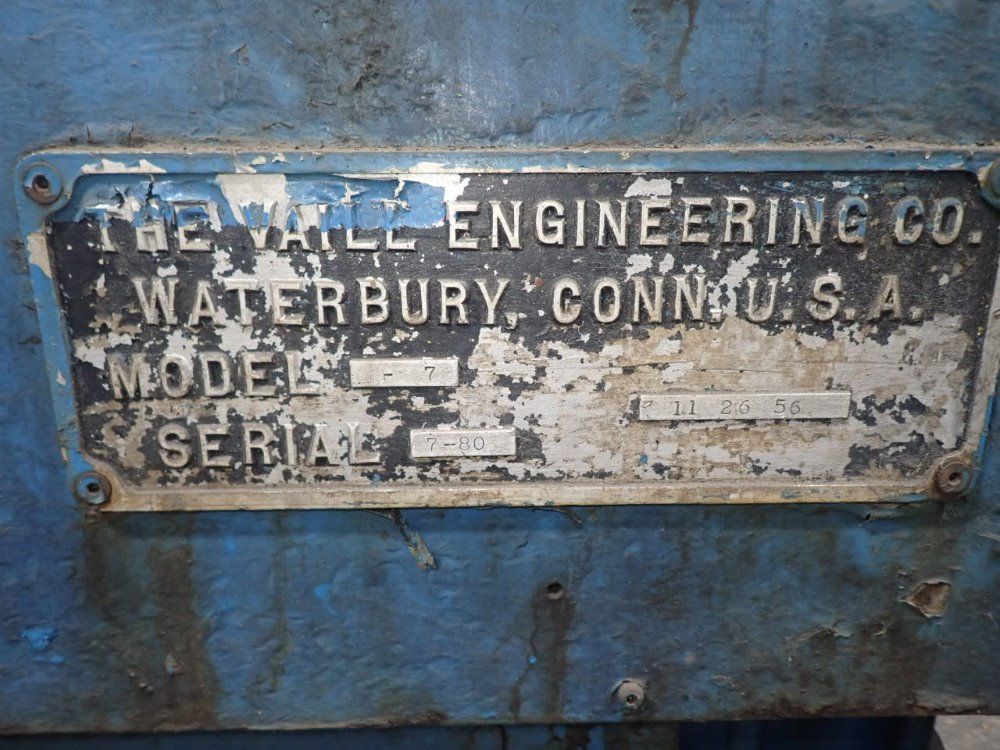 THE VAILL ENGINEERING CO.
WATERBURY, CONN. U.S.A.
MODEL - 7
11 26 56
SERIAL 7-80